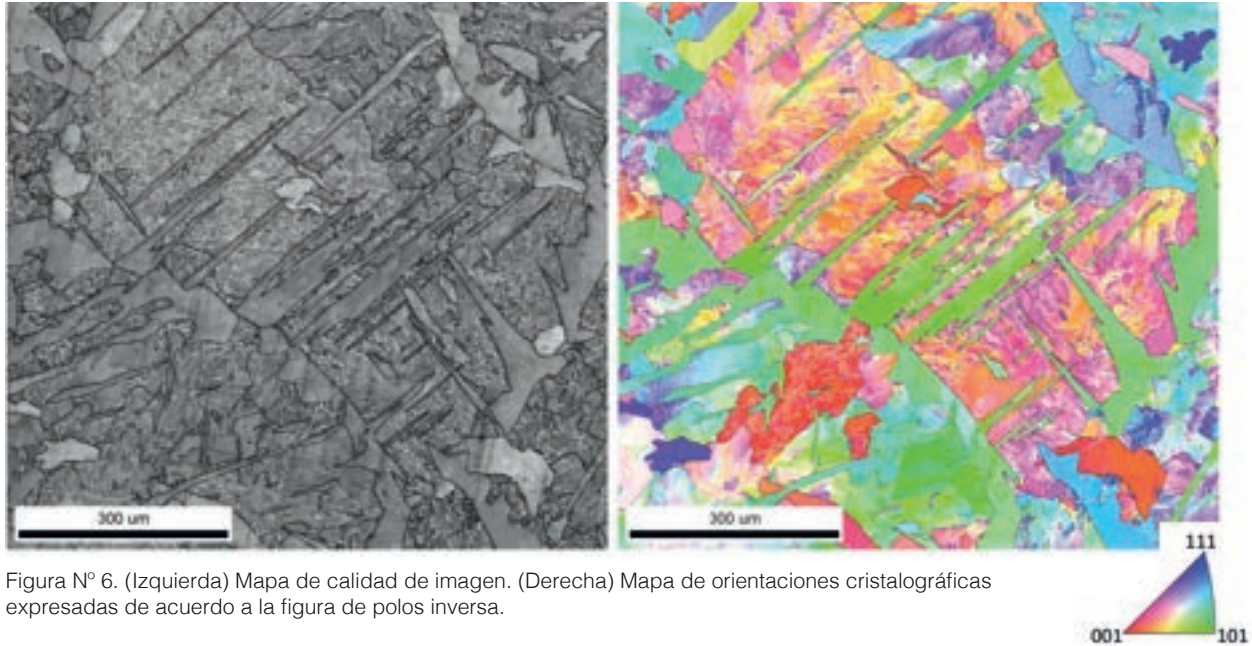 300 um
300 um
111
001
101
Figura Nº 6. (Izquierda) Mapa de calidad de imagen. (Derecha) Mapa de orientaciones cristalográficas
expresadas de acuerdo a la figura de polos inversa.